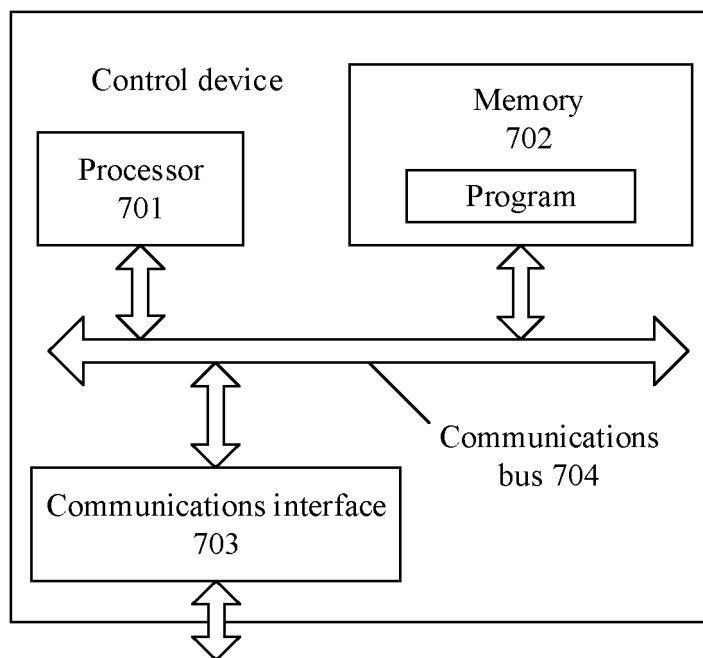 Control device
Processor
701
Memory
702
Program
Communications
bus 704
Communications interface
703